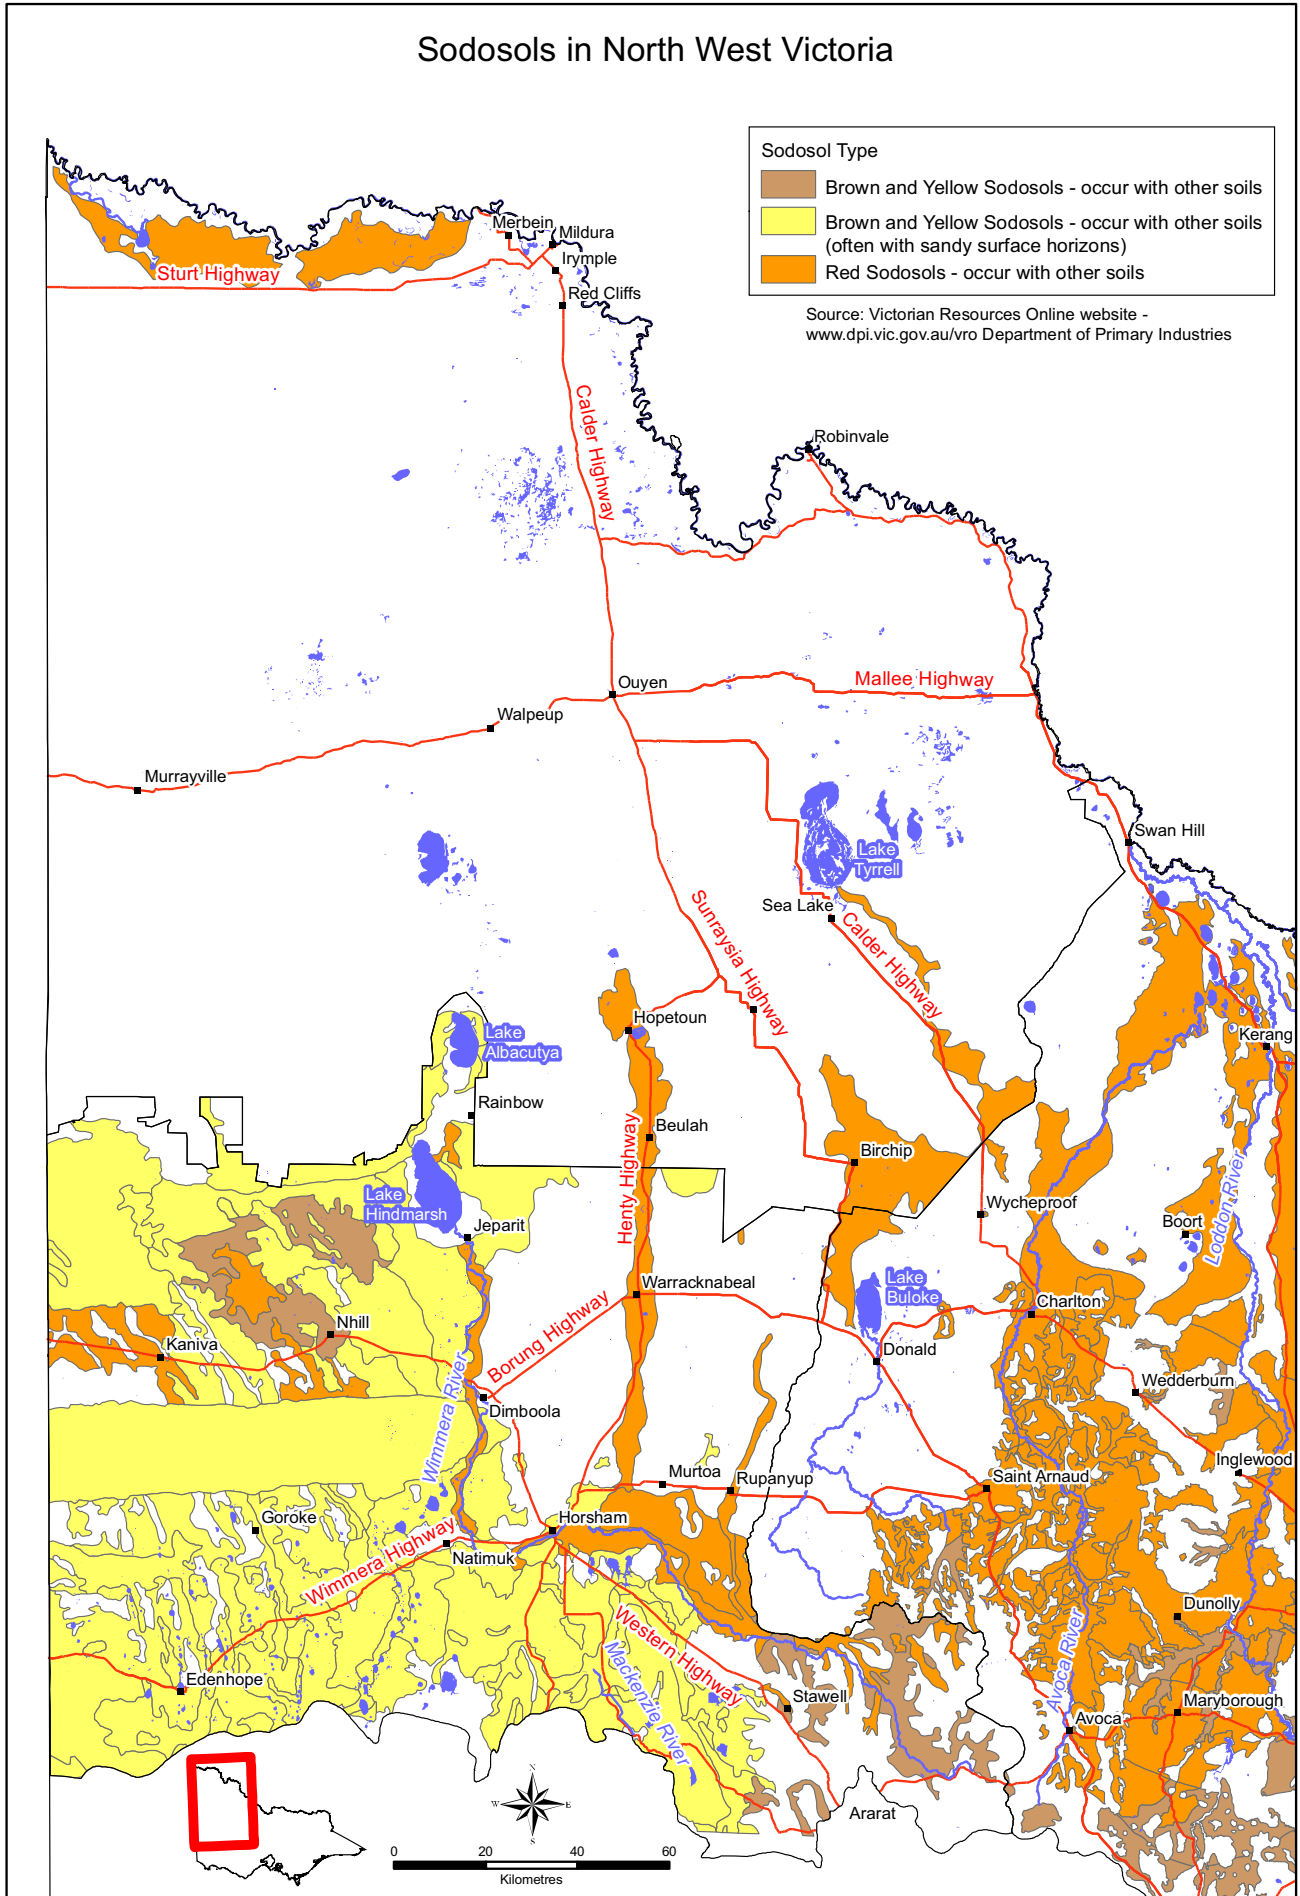 Sodosols in North West Victoria
Sodosol Type
Brown and Yellow Sodosols - occur with other soils
Brown and Yellow Sodosols - occur with other soils
(often with sandy surface horizons)
Red Sodosols - occur with other soils
Source: Victorian Resources Online website -
www.dpi.vic.gov.au/vro Department of Primary Industries
Merbein
Mildura
Irymple
Sturt Highway
Red Cliffs
Calder Highway
Robinvale
Ouyen
Mallee Highway
Walpeup
Murrayville
Swan Hill
Lake
Tyrrell
Sea Lake
Sunraysia Highway
Calder Highway
Hopetoun
Lake
Albacutya
Kerang
Rainbow
Beulah
Henty Highway
Birchip
Loddon River
Lake
Hindmarsh
Jeparit
Wycheproof
Boort
Warracknabeal
Lake
Buloke
Charlton
Nhill
Kaniva
Borung Highway
Donald
Wimmera River
Wedderburn
Dimboola
Inglewood
Murtoa
Rupanyup
Saint Arnaud
Goroke
Horsham
Wimmera Highway
Natimuk
Dunolly
Western Highway
Mackenzie River
Avoca River
Edenhope
Stawell
Maryborough
Avoca
Ararat
N
W
E
S
0
20
40
60
Kilometres